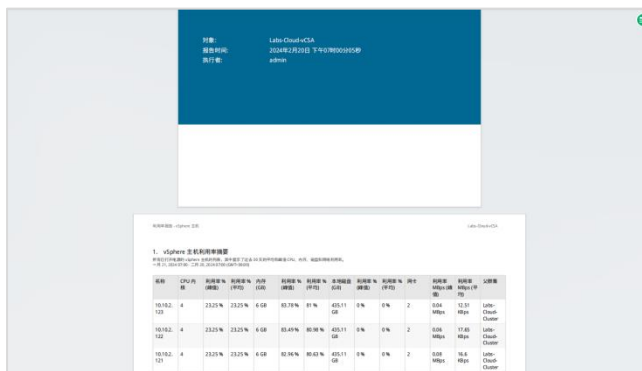 对象: Labs-Cloud-vCSA
报告时间: 2024年2月20日 下午07时00分05秒
执行者: admin
利用率摘要 - vSphere 主机 Labs-Cloud-vCSA
1. vSphere 主机利用率摘要
名称 CPU 内核 利用率 % (峰值) 利用率 % (平均) 内存 (GB) 利用率 % (峰值) 利用率 % (平均) 本地磁盘 (GB) 利用率 % (峰值) 利用率 % (平均) 网卡 利用率 MBps (峰值) 利用率 MBps (平均) 父群集
10.10.2.123 4 23.25 % 23.25 % 6 GB 83.78 % 81 % 435.11 GB 0 % 0 % 2 0.04 MBps 12.51 KBps Labs-Cloud-Cluster
10.10.2.122 4 23.25 % 23.25 % 6 GB 83.49 % 80.98 % 435.11 GB 0 % 0 % 2 0.06 MBps 17.65 KBps Labs-Cloud-Cluster
10.10.2.121 4 23.25 % 23.25 % 6 GB 82.96 % 80.63 % 435.11 GB 0 % 0 % 2 0.08 MBps 16.6 KBps Labs-Cloud-Cluster